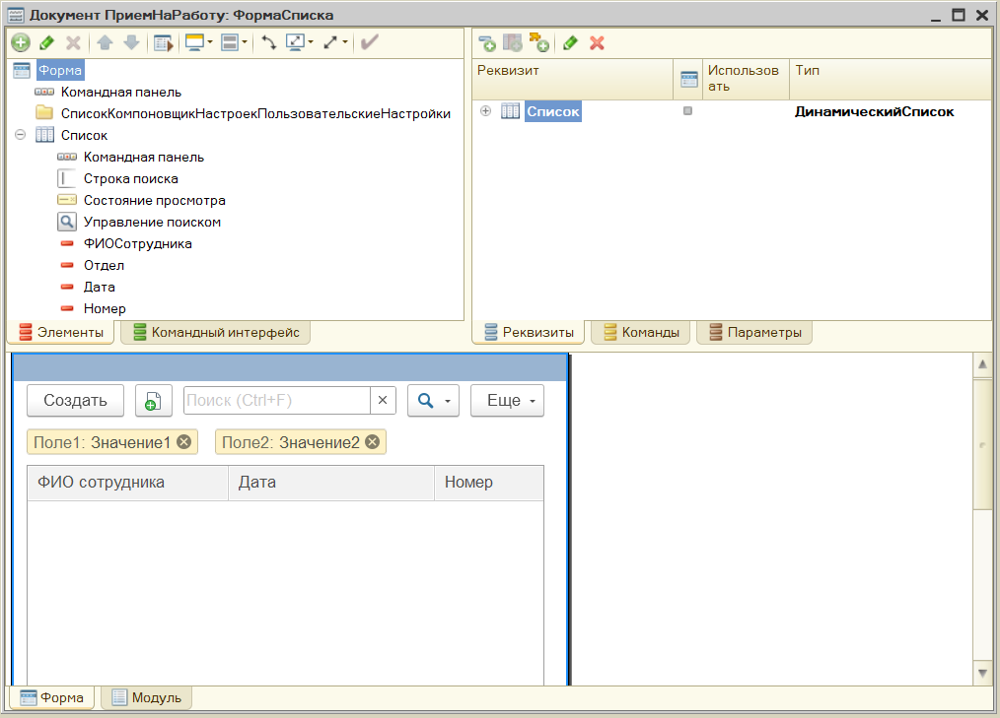 Документ ПриемНаРаботу: ФормаСписка
Форма
Командная панель
СписокКомпоновщикНастроекПользовательскиеНастройки
Список
Командная панель
Строка поиска
Состояние просмотра
Управление поиском
ФИОСотрудника
Отдел
Дата
Номер
Элементы
Командный интерфейс
Реквизит
Использовать
Тип
Список
ДинамическийСписок
Реквизиты
Команды
Параметры
Создать
Поиск (Ctrl+F)
Еще
Поле1: Значение1
Поле2: Значение2
ФИО сотрудника
Дата
Номер
Форма
Модуль